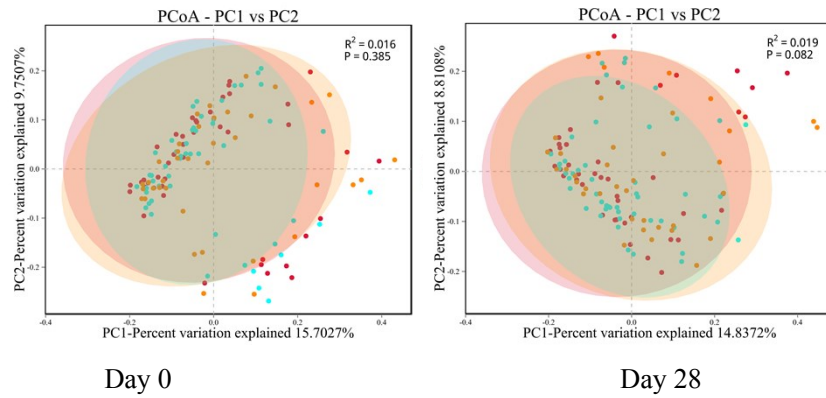 PCoA - PC1 vs PC2
R² = 0.016
P = 0.385
PC2-Percent variation explained 9.7507%
0.2
0.1
0.0
-0.1
-0.2
-0.4
-0.2
0.0
0.2
0.4
PC1-Percent variation explained 15.7027%
Day 0
PCoA - PC1 vs PC2
R² = 0.019
P = 0.082
PC2-Percent variation explained 8.8108%
0.2
0.1
0.0
-0.1
-0.2
-0.4
-0.2
0.0
0.2
0.4
PC1-Percent variation explained 14.8372%
Day 28